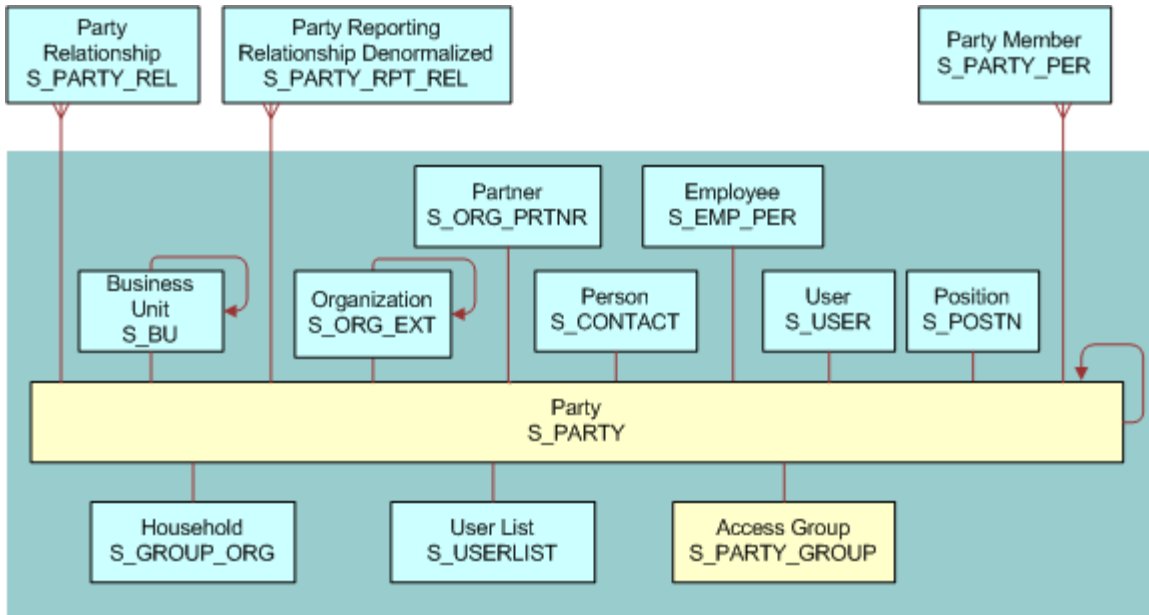 Party
Relationship
S_PARTY_REL
Party Reporting
Relationship Denormalized
S_PARTY_RPT_REL
Party Member
S_PARTY_PER
Partner
S_ORG_PRTNR
Employee
S_EMP_PER
Business
Unit
S_BU
Organization
S_ORG_EXT
Person
S_CONTACT
User
S_USER
Position
S_POSTN
Party
S_PARTY
Household
S_GROUP_ORG
User List
S_USERLIST
Access Group
S_PARTY_GROUP